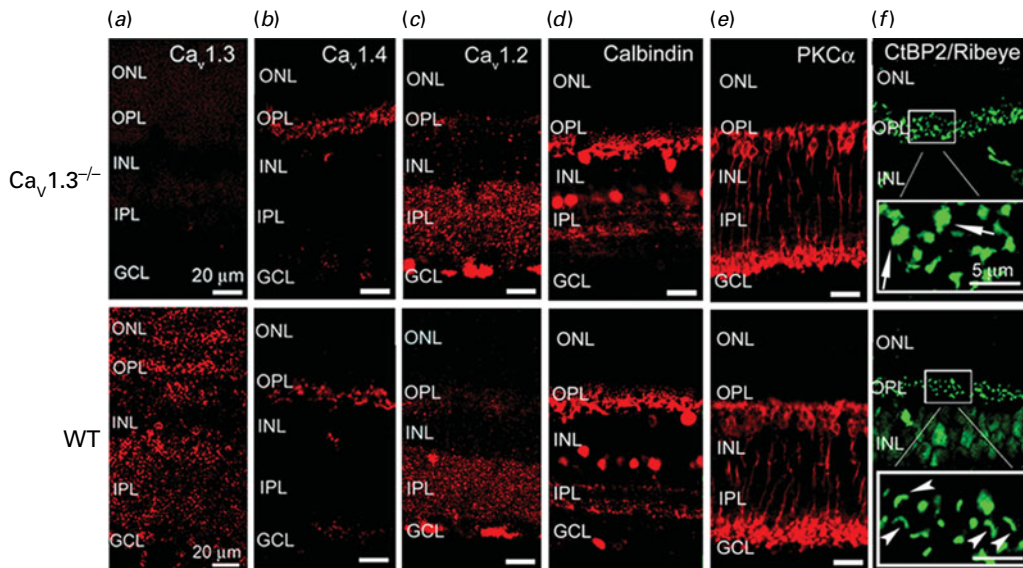 (a) (b) (c) (d) (e) (f)
Cav1.3 Cav1.4 Cav1.2 Calbindin PKCα CtBP2/Ribeye
ONL ONL ONL ONL ONL ONL
OPL OPL OPL OPL OPL OPL
INL INL INL INL INL INL
CaV1.3−/−
IPL IPL IPL IPL IPL
GCL GCL GCL GCL GCL
20 µm 5 µm
ONL ONL ONL ONL ONL ONL
OPL OPL OPL OPL OPL OPL
WT
INL INL INL INL INL INL
IPL IPL IPL IPL IPL
GCL GCL GCL GCL GCL
20 µm